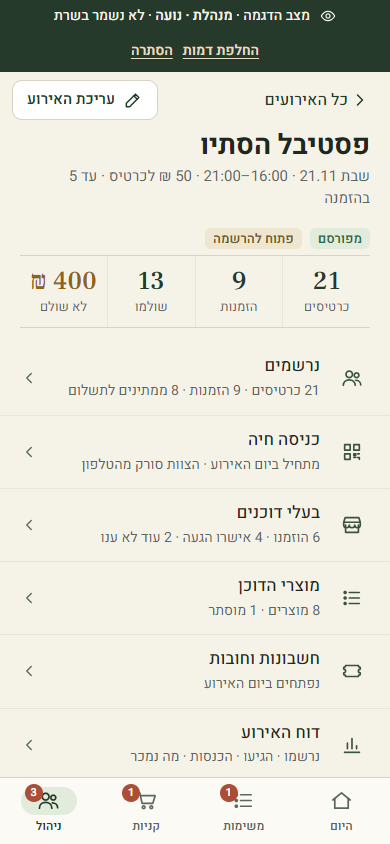 מצב הדגמה · מנהלת · נועה · לא נשמר בשרת
החלפת דמות הסתרה
כל האירועים
עריכת האירוע
פסטיבל הסתיו
שבת 21.11 · 16:00–21:00 · 50 ₪ לכרטיס · עד 5
בהזמנה
מפורסם
פתוח להרשמה
21
כרטיסים
9
הזמנות
13
שולמו
400 ₪
לא שולם
נרשמים
21 כרטיסים · 9 הזמנות · 8 ממתינים לתשלום
כניסה חיה
מתחיל ביום האירוע · הצוות סורק מהטלפון
בעלי דוכנים
6 הוזמנו · 4 אישרו הגעה · 2 עוד לא ענו
מוצרי הדוכן
8 מוצרים · 1 מוסתר
חשבונות וחובות
נפתחים ביום האירוע
דוח האירוע
נרשמו · הגיעו · הכנסות · מה נמכר
היום
1
משימות
1
קניות
3
ניהול